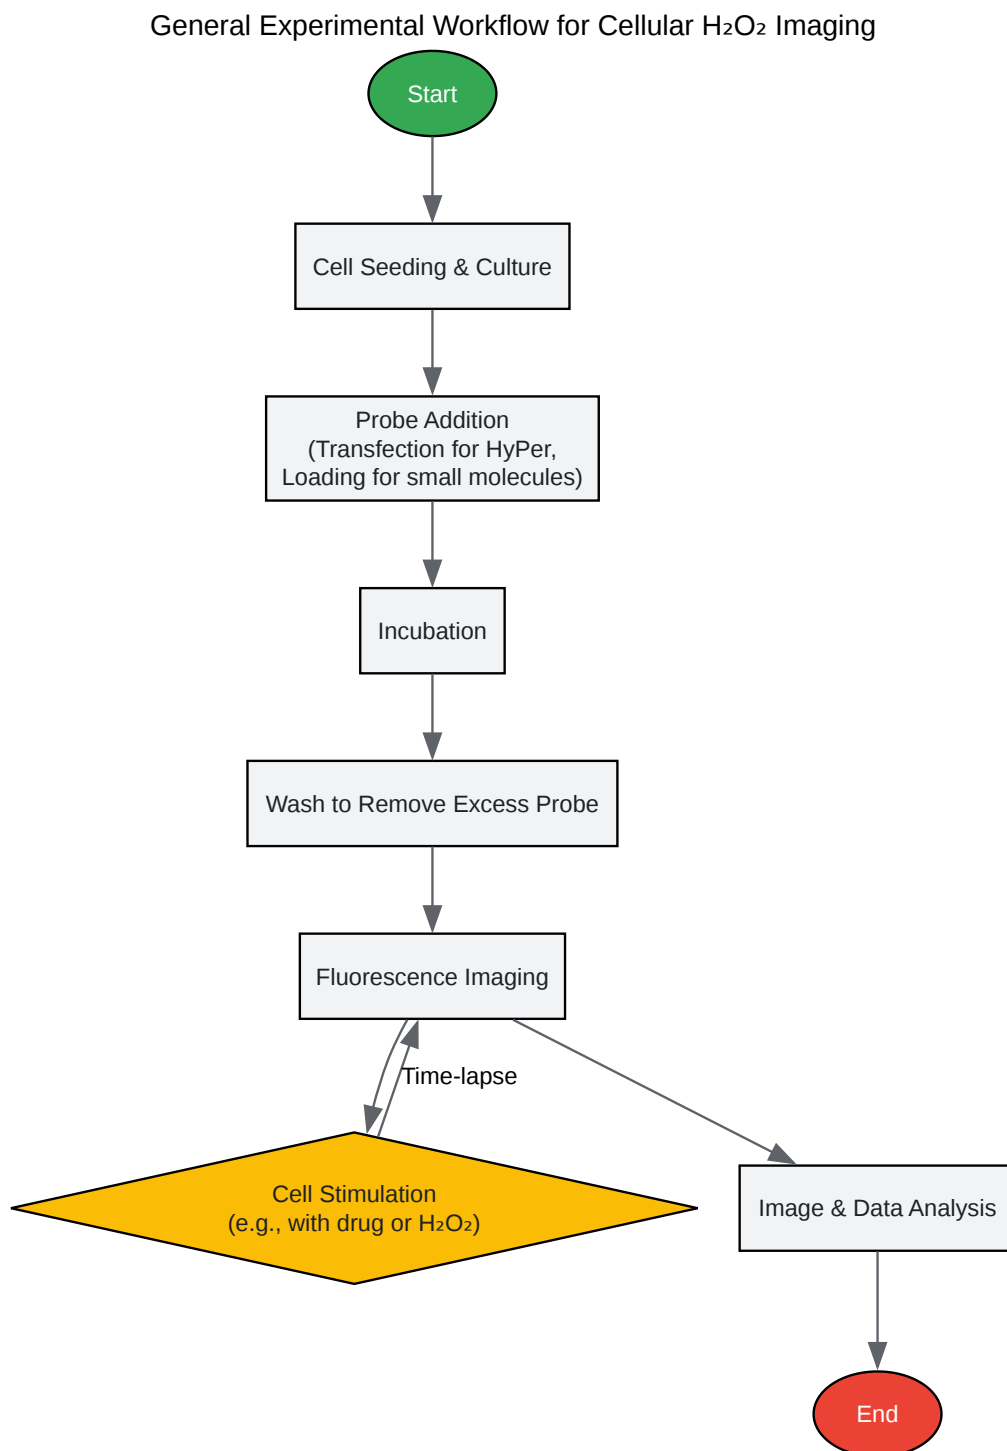 General Experimental Workflow for Cellular H₂O₂ Imaging
Start
Cell Seeding & Culture
Probe Addition
(Transfection for HyPer,
Loading for small molecules)
Incubation
Wash to Remove Excess Probe
Fluorescence Imaging
Time-lapse
Cell Stimulation
(e.g., with drug or H₂O₂)
Image & Data Analysis
End